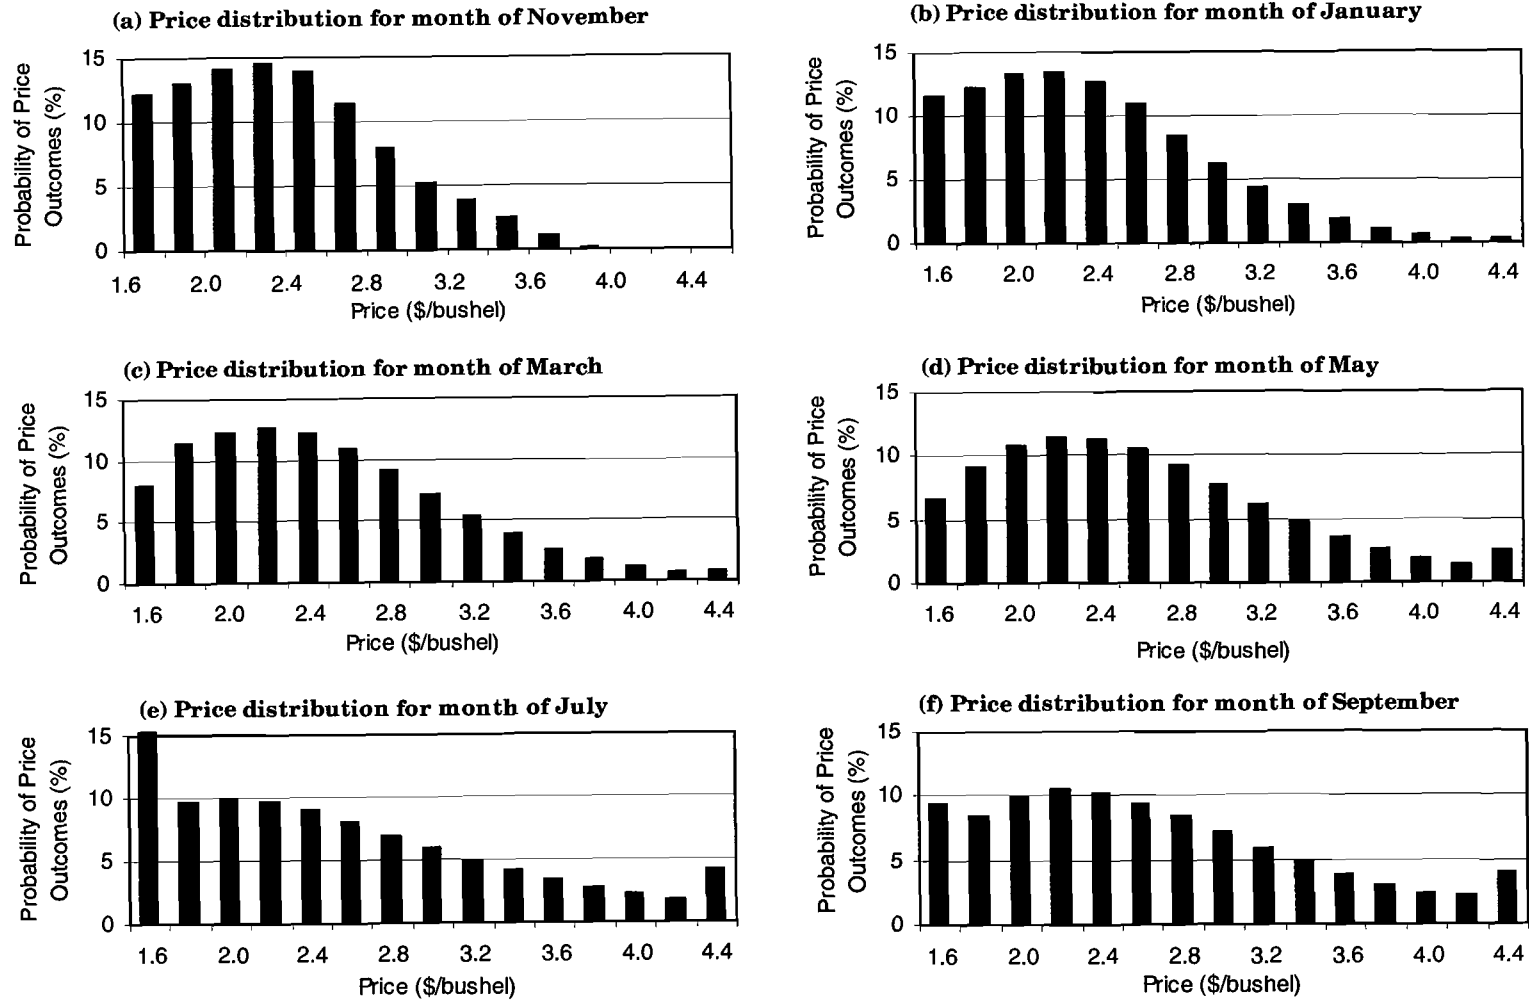 (a) Price distribution for month of November
Probability of Price
Outcomes (%)
15
10
5
0
1.6 2.0 2.4 2.8 3.2 3.6 4.0 4.4
Price ($/bushel)
(b) Price distribution for month of January
Probability of Price
Outcomes (%)
15
10
5
0
1.6 2.0 2.4 2.8 3.2 3.6 4.0 4.4
Price ($/bushel)
(c) Price distribution for month of March
Probability of Price
Outcomes (%)
15
10
5
0
1.6 2.0 2.4 2.8 3.2 3.6 4.0 4.4
Price ($/bushel)
(d) Price distribution for month of May
Probability of Price
Outcomes (%)
15
10
5
0
1.6 2.0 2.4 2.8 3.2 3.6 4.0 4.4
Price ($/bushel)
(e) Price distribution for month of July
Probability of Price
Outcomes (%)
15
10
5
0
1.6 2.0 2.4 2.8 3.2 3.6 4.0 4.4
Price ($/bushel)
(f) Price distribution for month of September
Probability of Price
Outcomes (%)
15
10
5
0
1.6 2.0 2.4 2.8 3.2 3.6 4.0 4.4
Price ($/bushel)